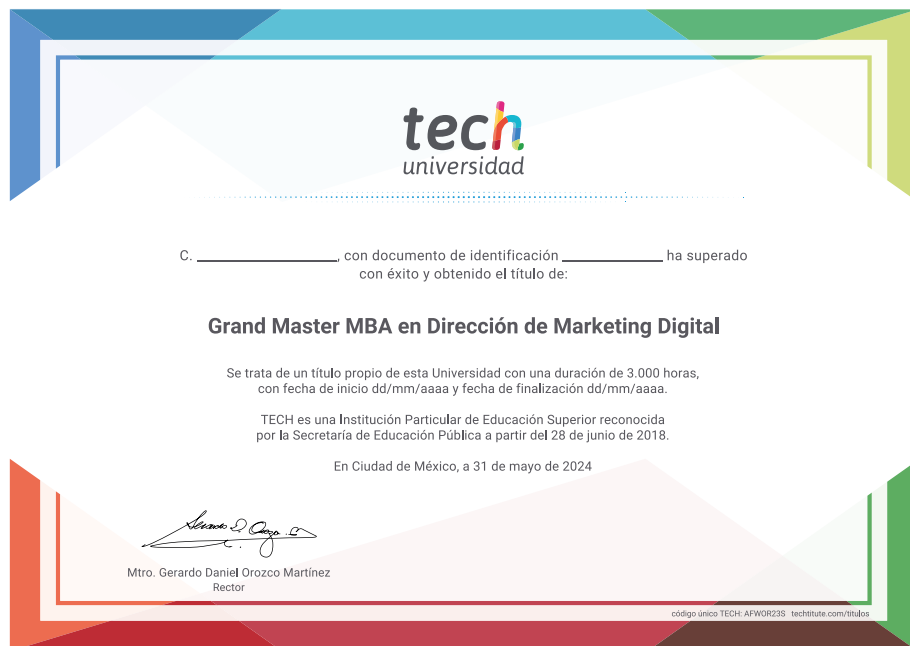 tech
universidad
C. ____________________, con documento de identificación ______________ ha superado
con éxito y obtenido el título de:
Grand Master MBA en Dirección de Marketing Digital
Se trata de un título propio de esta Universidad con una duración de 3.000 horas,
con fecha de inicio dd/mm/aaaa y fecha de finalización dd/mm/aaaa.
TECH es una Institución Particular de Educación Superior reconocida
por la Secretaría de Educación Pública a partir del 28 de junio de 2018.
En Ciudad de México, a 31 de mayo de 2024
Mtro. Gerardo Daniel Orozco Martínez
Rector
código único TECH: AFWOR23S techtitute.com/titulos